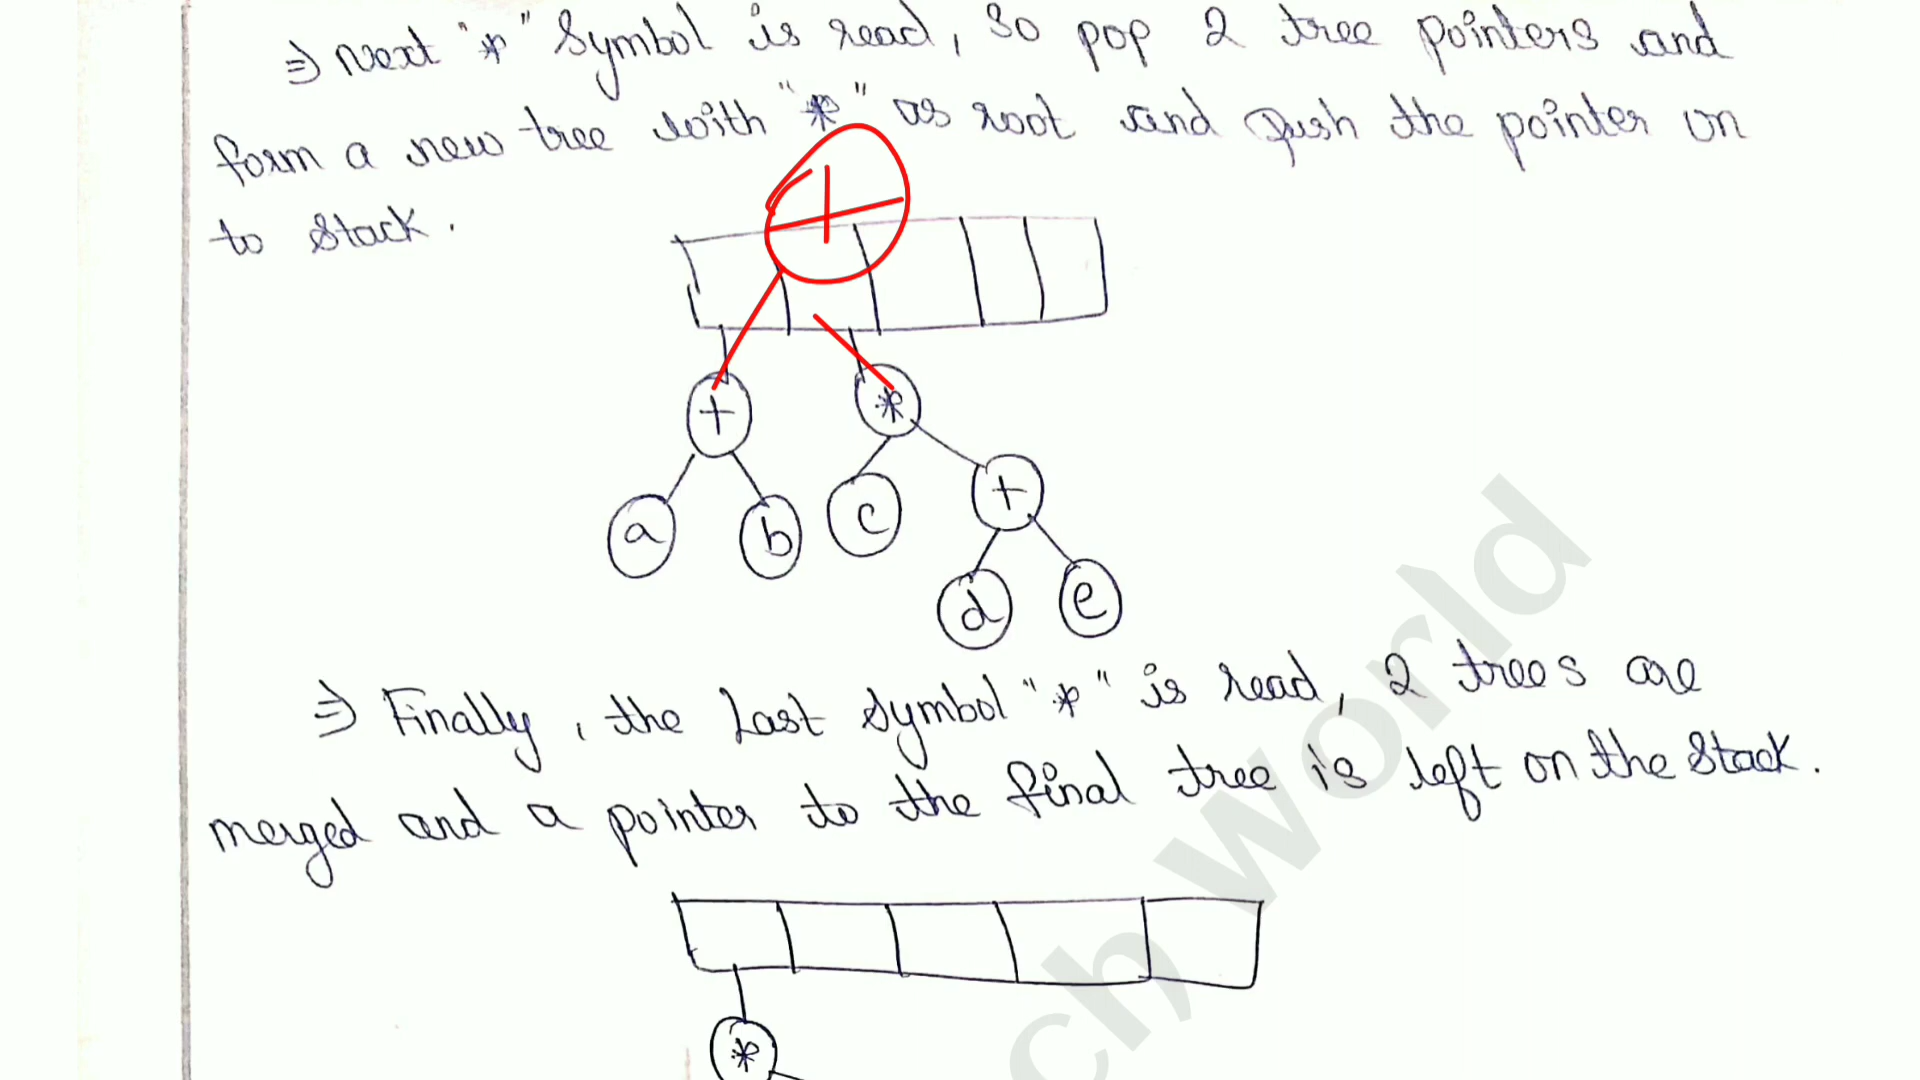 ⇒ Next "*" Symbol is read, so pop 2 tree pointers and
form a new tree with "*" as root and push the pointer on
to stack.
+
+ *
a b c +
d e
⇒ Finally, the last symbol "*" is read, 2 trees are
merged and a pointer to the final tree is left on the stack.
*
ch world